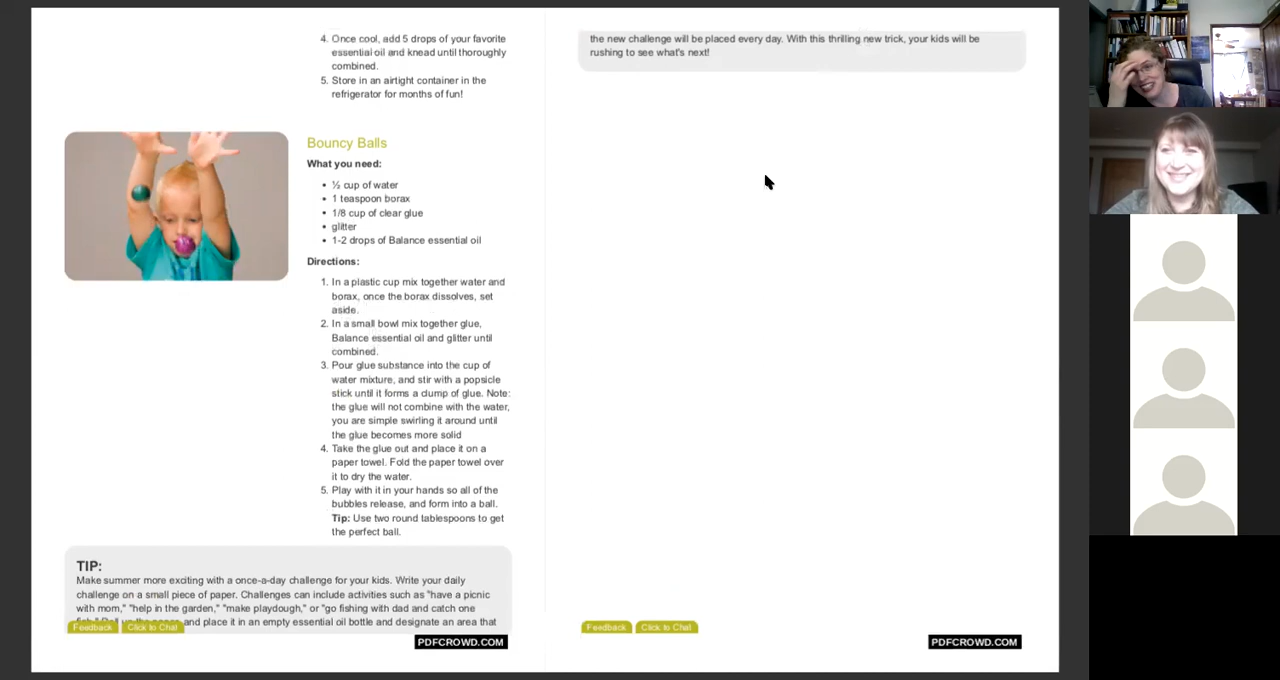 4. Once cool, add 5 drops of your favorite
essential oil and knead until thoroughly
combined.
5. Store in an airtight container in the
refrigerator for months of fun!
Bouncy Balls
What you need:
• ½ cup of water
• 1 teaspoon borax
• 1/8 cup of clear glue
• glitter
• 1-2 drops of Balance essential oil
Directions:
1. In a plastic cup mix together water and
borax, once the borax dissolves, set
aside.
2. In a small bowl mix together glue,
Balance essential oil and glitter until
combined.
3. Pour glue substance into the cup of
water mixture, and stir with a popsicle
stick until it forms a clump of glue. Note:
the glue will not combine with the water,
you are simple swirling it around until
the glue becomes more solid
4. Take the glue out and place it on a
paper towel. Fold the paper towel over
it to dry the water.
5. Play with it in your hands so all of the
bubbles release, and form into a ball.
Tip: Use two round tablespoons to get
the perfect ball.
TIP:
Make summer more exciting with a once-a-day challenge for your kids. Write your daily
challenge on a small piece of paper. Challenges can include activities such as "have a picnic
with mom," "help in the garden," "make playdough," or "go fishing with dad and catch one
and place it in an empty essential oil bottle and designate an area that
Feedback Click to Chat
PDFCROWD.COM
the new challenge will be placed every day. With this thrilling new trick, your kids will be
rushing to see what's next!
Feedback Click to Chat
PDFCROWD.COM